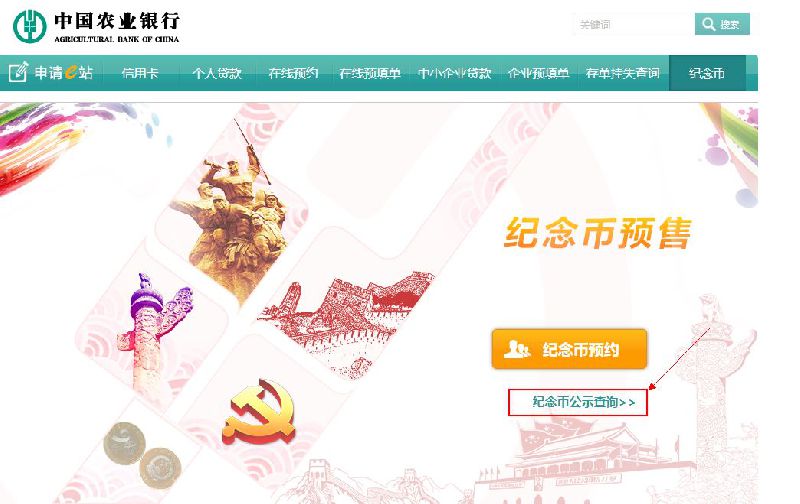 中国农业银行
AGRICULTURAL BANK OF CHINA
关键词
搜索
申请e站 信用卡 个人贷款 在线预约 在线预填单 中小企业贷款 企业预填单 存单挂失查询 纪念币
纪念币预售
纪念币预约
纪念币公示查询>>